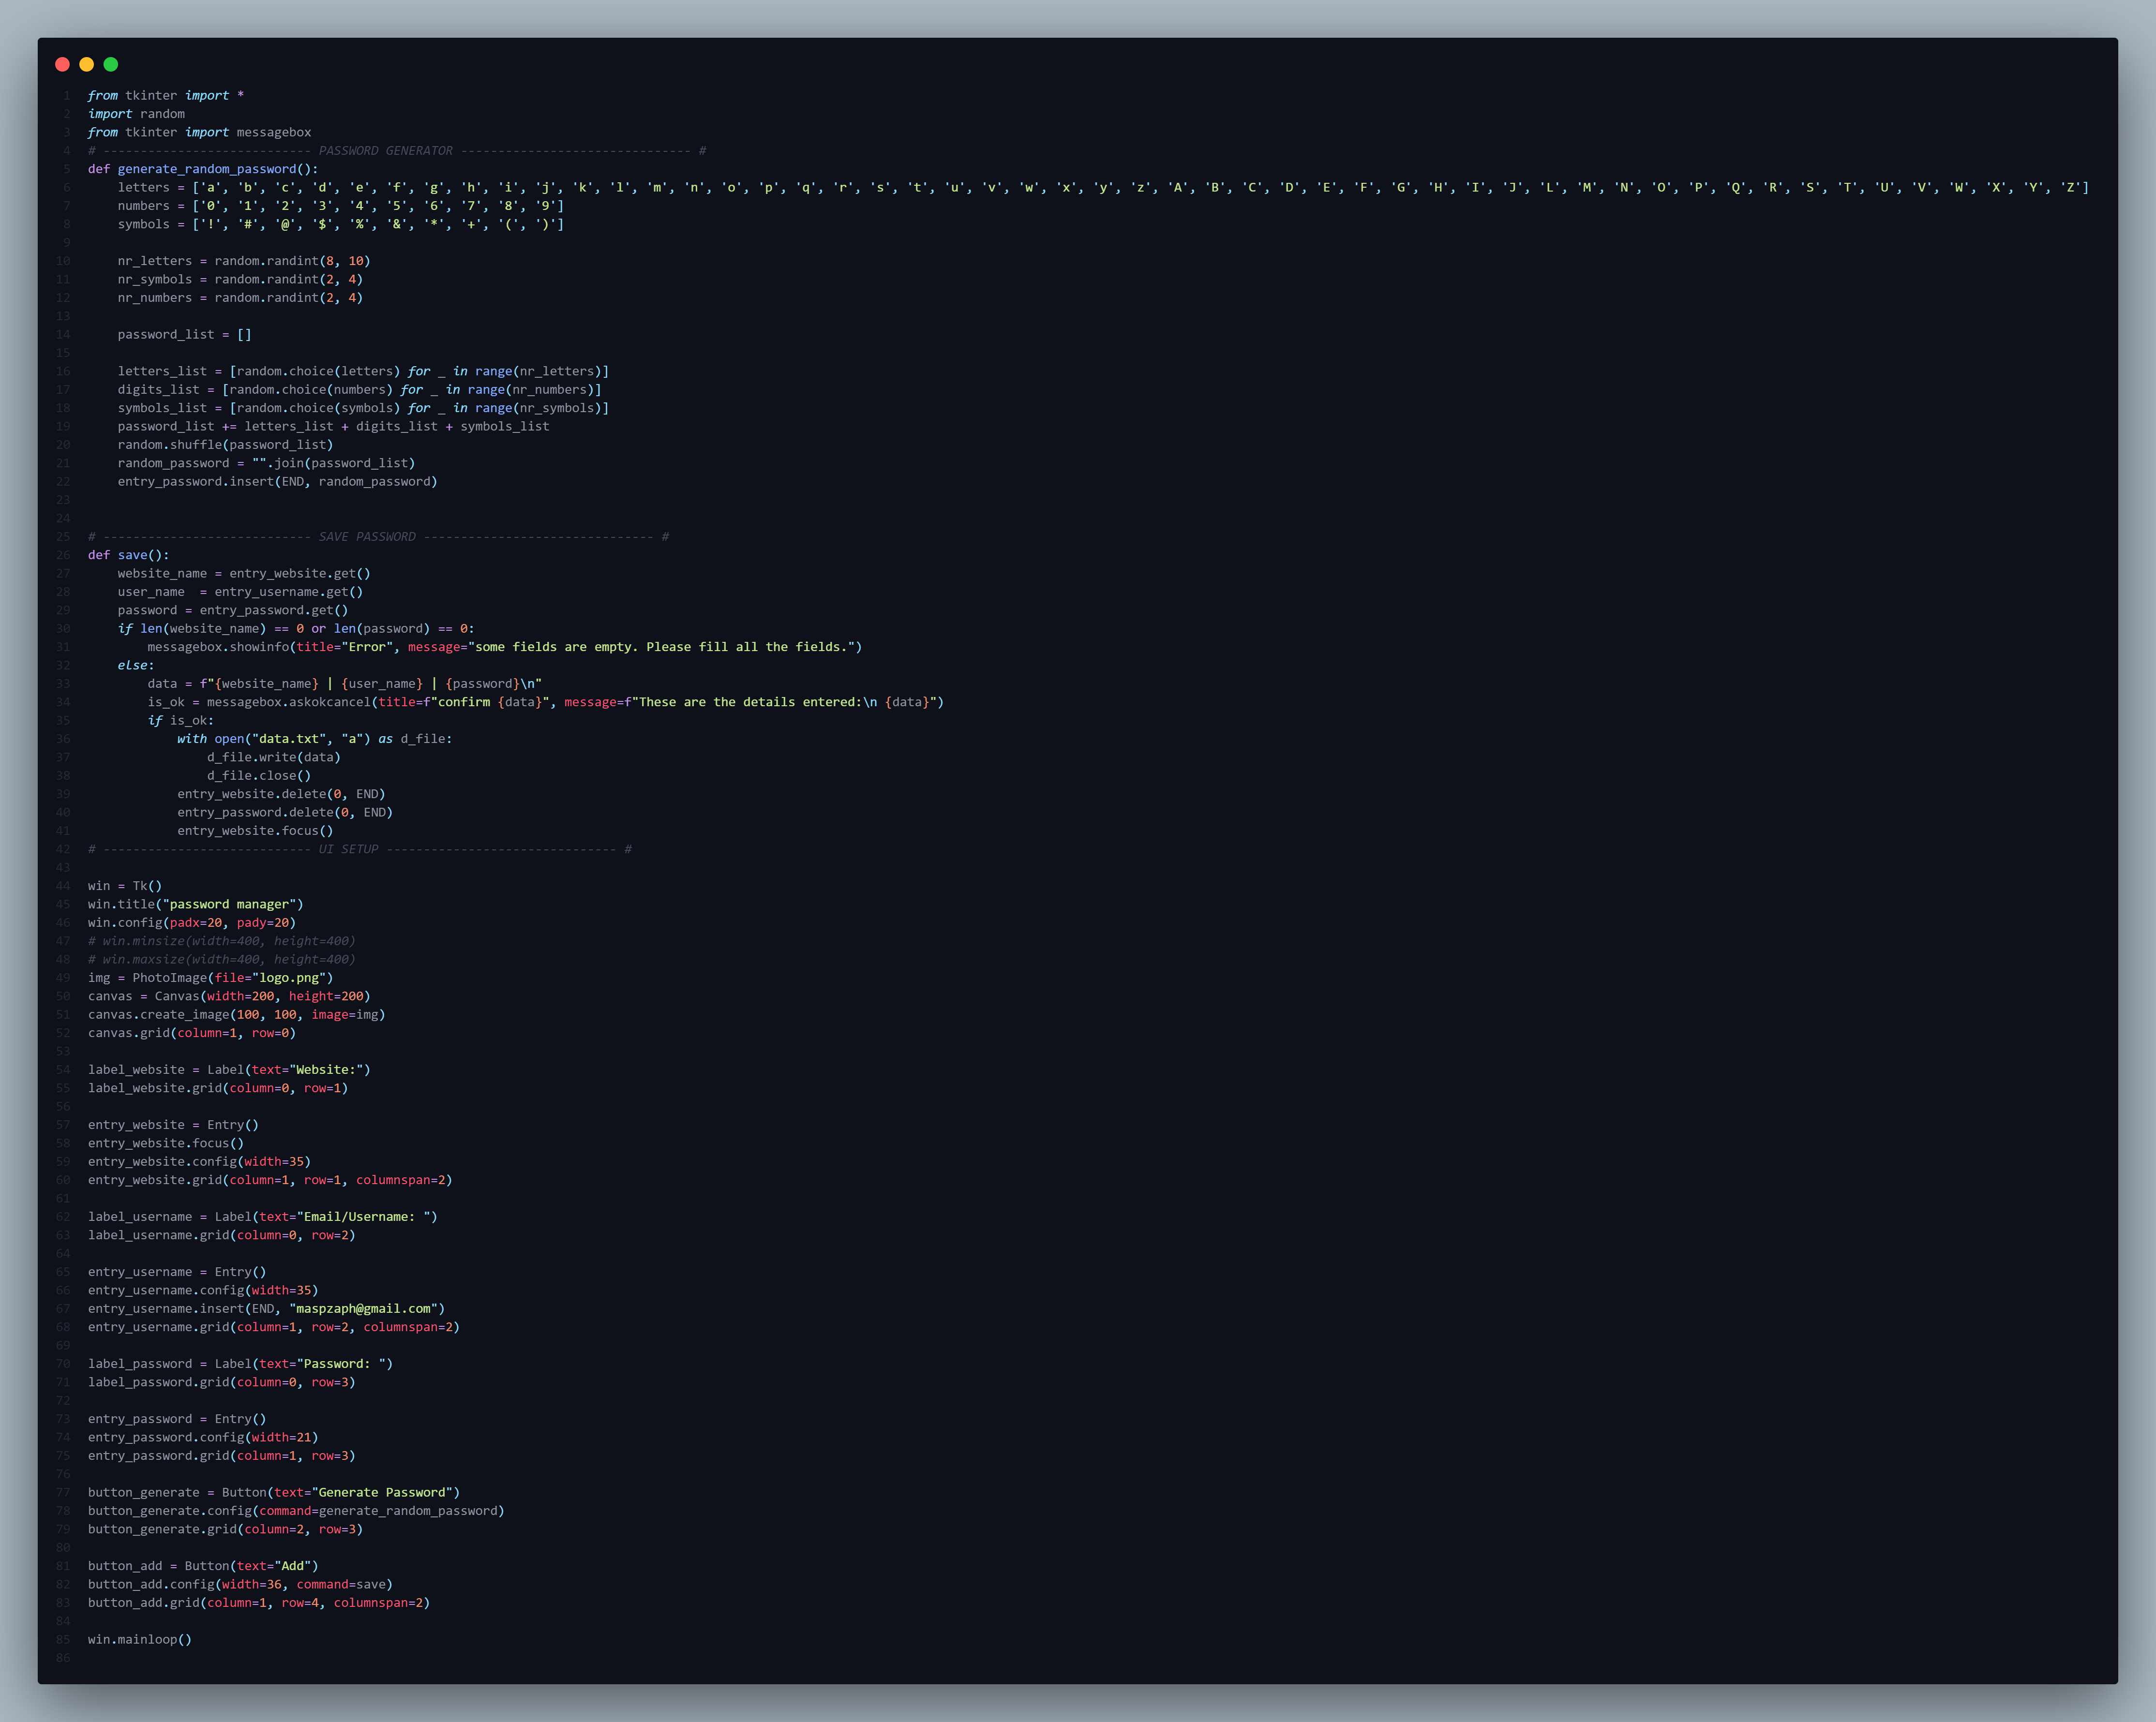 1 from tkinter import *
2 import random
3 from tkinter import messagebox
4 # ---------------------------- PASSWORD GENERATOR ------------------------------- #
5 def generate_random_password():
6     letters = ['a', 'b', 'c', 'd', 'e', 'f', 'g', 'h', 'i', 'j', 'k', 'l', 'm', 'n', 'o', 'p', 'q', 'r', 's', 't', 'u', 'v', 'w', 'x', 'y', 'z', 'A', 'B', 'C', 'D', 'E', 'F', 'G', 'H', 'I', 'J', 'L', 'M', 'N', 'O', 'P', 'Q', 'R', 'S', 'T', 'U', 'V', 'W', 'X', 'Y', 'Z']
7     numbers = ['0', '1', '2', '3', '4', '5', '6', '7', '8', '9']
8     symbols = ['!', '#', '@', '$', '%', '&', '*', '+', '(', ')']
9
10     nr_letters = random.randint(8, 10)
11     nr_symbols = random.randint(2, 4)
12     nr_numbers = random.randint(2, 4)
13
14     password_list = []
15
16     letters_list = [random.choice(letters) for _ in range(nr_letters)]
17     digits_list = [random.choice(numbers) for _ in range(nr_numbers)]
18     symbols_list = [random.choice(symbols) for _ in range(nr_symbols)]
19     password_list += letters_list + digits_list + symbols_list
20     random.shuffle(password_list)
21     random_password = "".join(password_list)
22     entry_password.insert(END, random_password)
23
24
25 # ---------------------------- SAVE PASSWORD ------------------------------- #
26 def save():
27     website_name = entry_website.get()
28     user_name  = entry_username.get()
29     password = entry_password.get()
30     if len(website_name) == 0 or len(password) == 0:
31         messagebox.showinfo(title="Error", message="some fields are empty. Please fill all the fields.")
32     else:
33         data = f"{website_name} | {user_name} | {password}\n"
34         is_ok = messagebox.askokcancel(title=f"confirm {data}", message=f"These are the details entered:\n {data}")
35         if is_ok:
36             with open("data.txt", "a") as d_file:
37                 d_file.write(data)
38                 d_file.close()
39             entry_website.delete(0, END)
40             entry_password.delete(0, END)
41             entry_website.focus()
42 # ---------------------------- UI SETUP ------------------------------- #
43
44 win = Tk()
45 win.title("password manager")
46 win.config(padx=20, pady=20)
47 # win.minsize(width=400, height=400)
48 # win.maxsize(width=400, height=400)
49 img = PhotoImage(file="logo.png")
50 canvas = Canvas(width=200, height=200)
51 canvas.create_image(100, 100, image=img)
52 canvas.grid(column=1, row=0)
53
54 label_website = Label(text="Website:")
55 label_website.grid(column=0, row=1)
56
57 entry_website = Entry()
58 entry_website.focus()
59 entry_website.config(width=35)
60 entry_website.grid(column=1, row=1, columnspan=2)
61
62 label_username = Label(text="Email/Username: ")
63 label_username.grid(column=0, row=2)
64
65 entry_username = Entry()
66 entry_username.config(width=35)
67 entry_username.insert(END, "maspzaph@gmail.com")
68 entry_username.grid(column=1, row=2, columnspan=2)
69
70 label_password = Label(text="Password: ")
71 label_password.grid(column=0, row=3)
72
73 entry_password = Entry()
74 entry_password.config(width=21)
75 entry_password.grid(column=1, row=3)
76
77 button_generate = Button(text="Generate Password")
78 button_generate.config(command=generate_random_password)
79 button_generate.grid(column=2, row=3)
80
81 button_add = Button(text="Add")
82 button_add.config(width=36, command=save)
83 button_add.grid(column=1, row=4, columnspan=2)
84
85 win.mainloop()
86